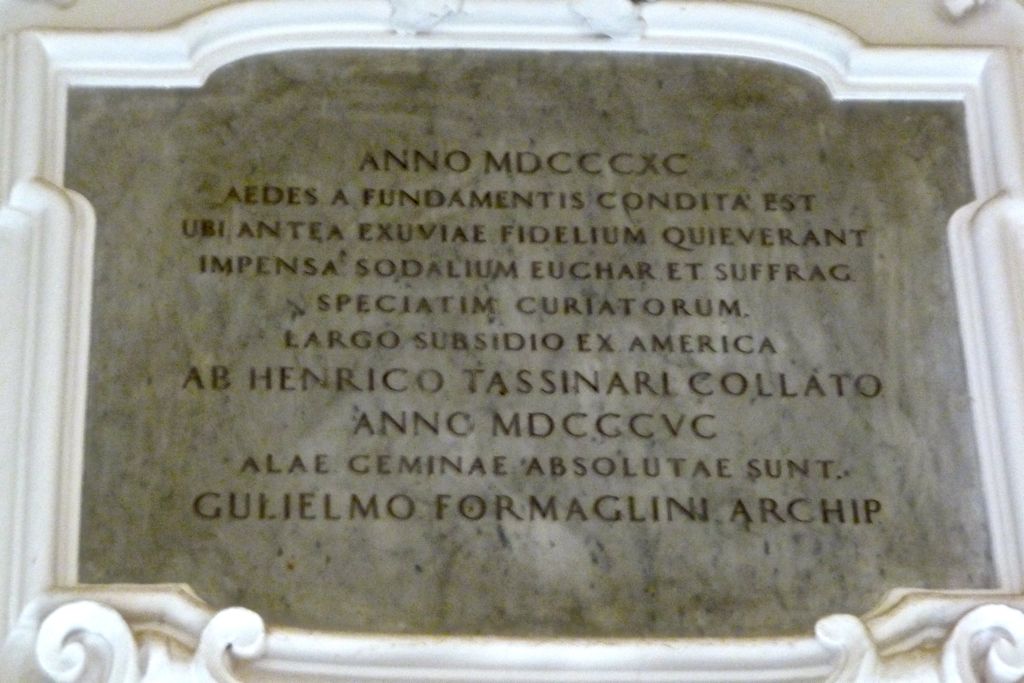 ANNO MDCCCXC
AEDES A FUNDAMENTIS CONDITA EST
UBI ANTEA EXUVIAE FIDELIUM QUIEVERANT
IMPENSA SODALIUM EUCHAR ET SUFFRAG
SPECIATIM CURIATORUM.
LARGO SUBSIDIO EX AMERICA
AB HENRICO TASSINARI COLLATO
ANNO MDCCCVC
ALAE GEMINAE ABSOLUTAE SUNT.
GULIELMO FORMAGLINI ARCHIP